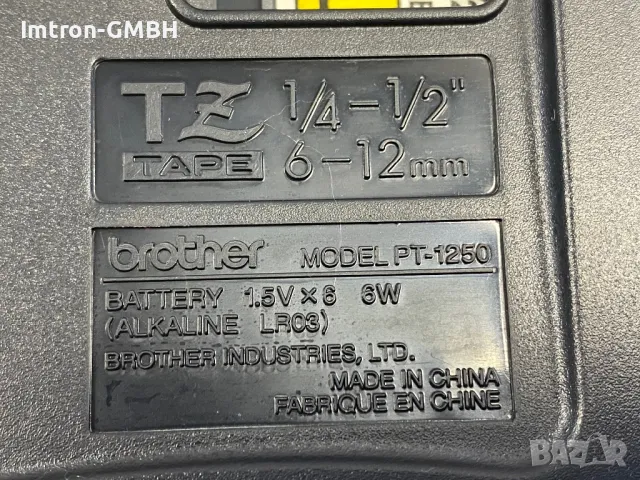 Imtron-GMBH
TZ 1/4-1/2"
TAPE 6-12mm
brother MODEL PT-1250
BATTERY 1.5V×6 6W
(ALKALINE LR03)
BROTHER INDUSTRIES, LTD.
MADE IN CHINA
FABRIQUE EN CHINE
BAZAR